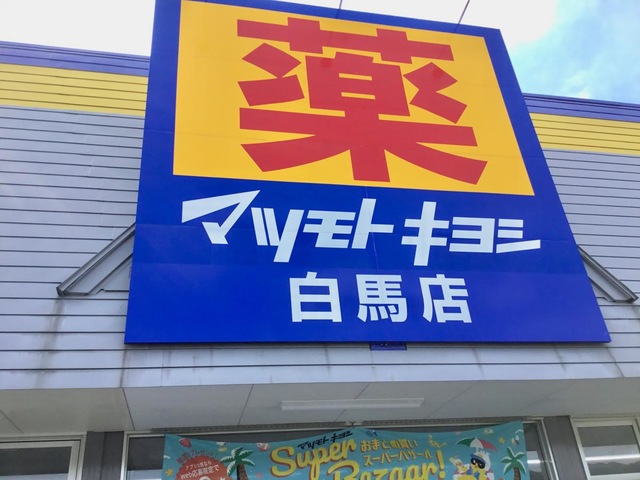 薬
マツモトキヨシ
白馬店
マツモトキヨシ
Super
Bazaar!
おまとめ買い
スーパーバザール